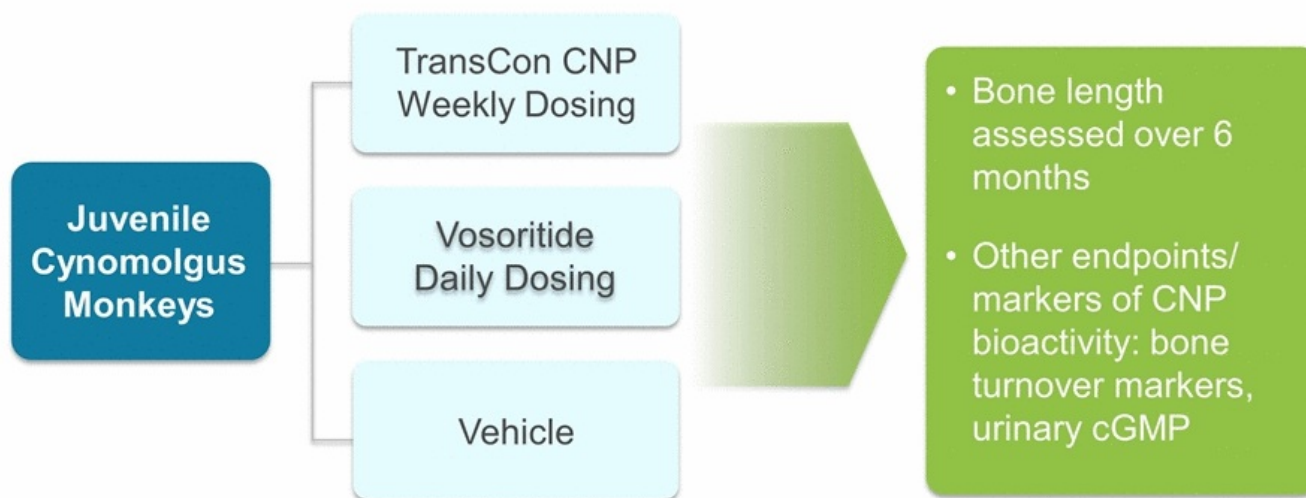 Juvenile
Cynomolgus
Monkeys
TransCon CNP
Weekly Dosing
Vosoritide
Daily Dosing
Vehicle
• Bone length
assessed over 6
months
• Other endpoints/
markers of CNP
bioactivity: bone
turnover markers,
urinary cGMP